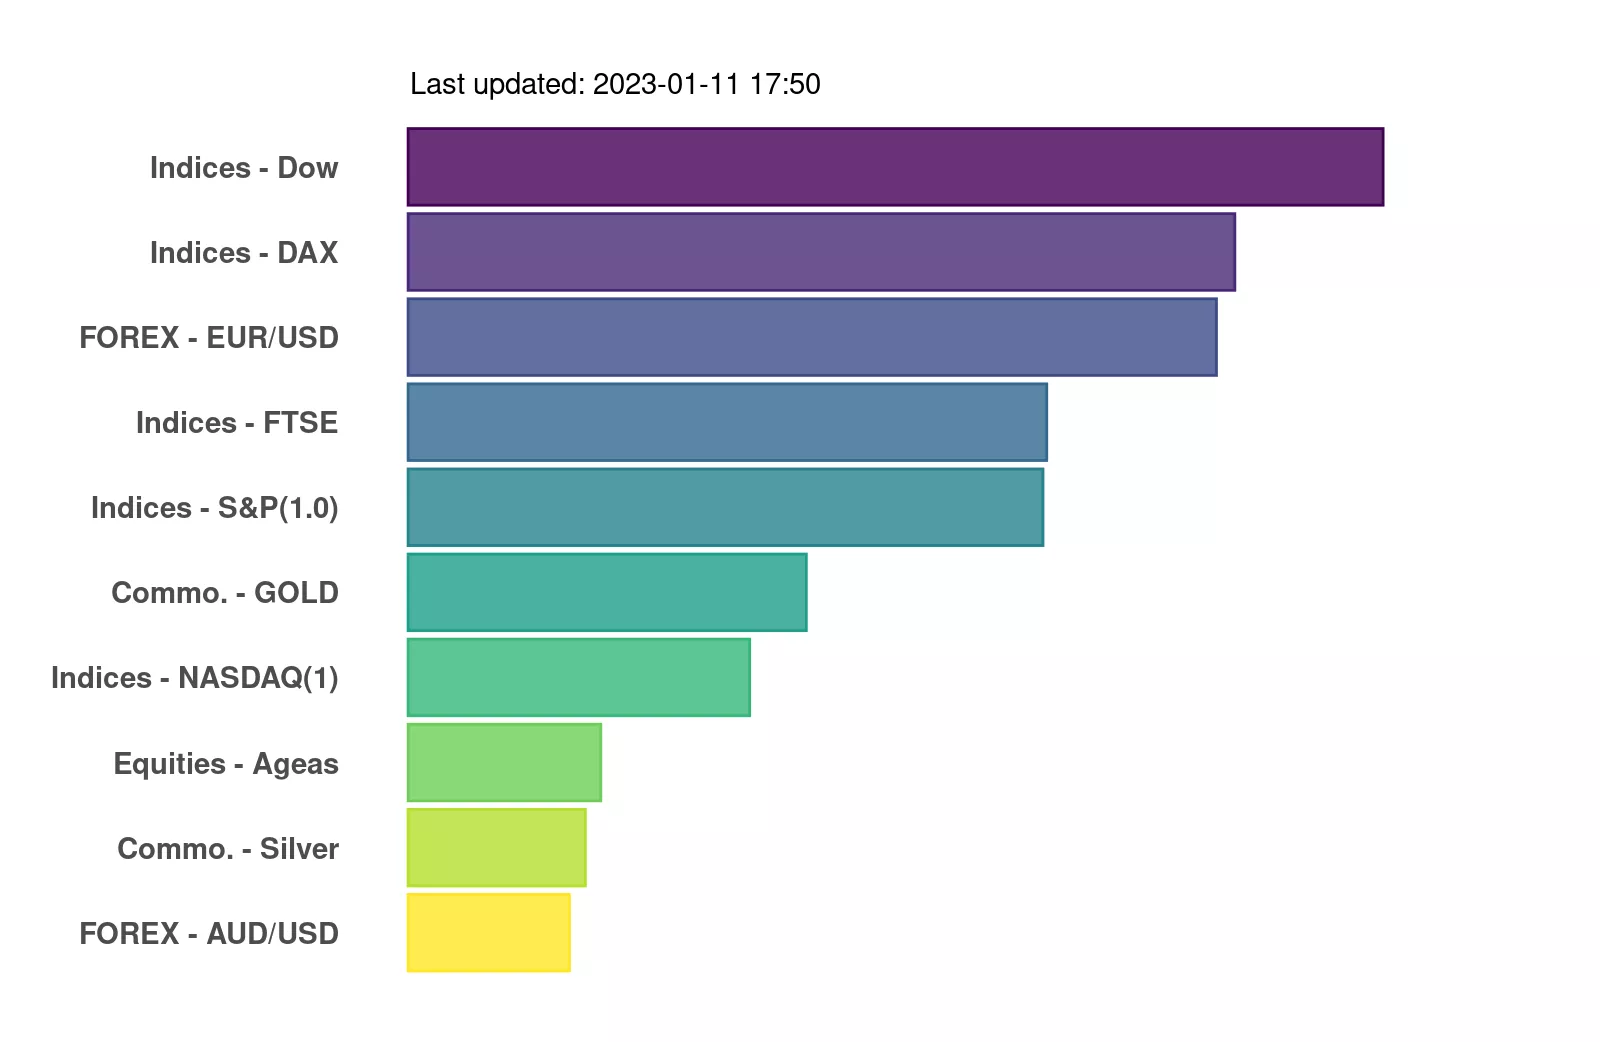 Last updated: 2023-01-11 17:50
Indices - Dow
Indices - DAX
FOREX - EUR/USD
Indices - FTSE
Indices - S&P(1.0)
Commo. - GOLD
Indices - NASDAQ(1)
Equities - Ageas
Commo. - Silver
FOREX - AUD/USD